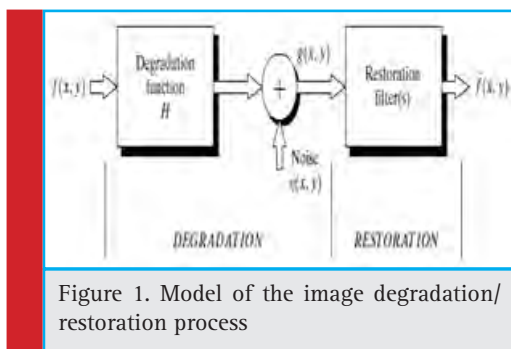 Degradation
function
H
f(x, y)
g(x, y)
+
Restoration
filter(s)
f̂(x, y)
Noise
η(x, y)
DEGRADATION
RESTORATION
Figure 1. Model of the image degradation/
restoration process